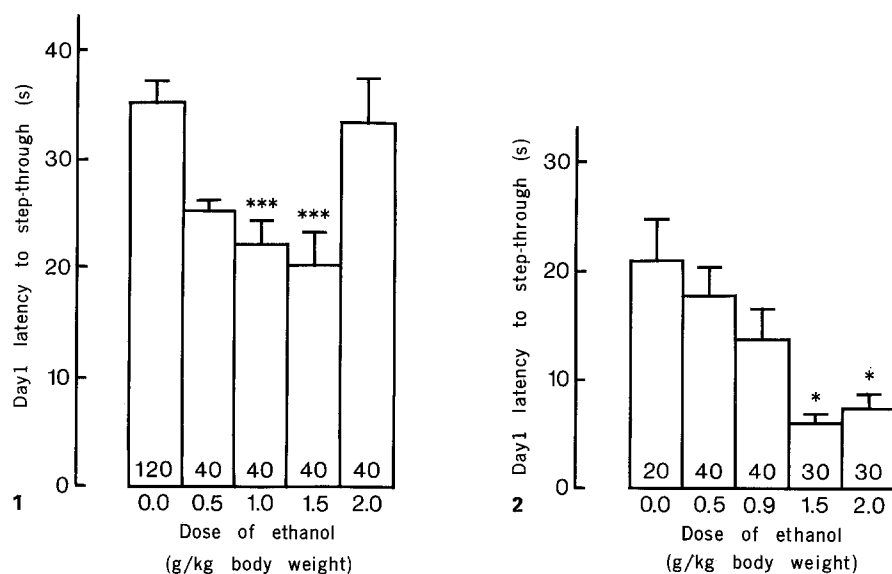 Day1 latency to step-through (s)
40
30
20
10
0
***
***
120 40 40 40 40
0.0 0.5 1.0 1.5 2.0
1
Dose of ethanol
(g/kg body weight)
Day1 latency to step-through (s)
30
20
10
0
*
*
20 40 40 30 30
0.0 0.5 0.9 1.5 2.0
2
Dose of ethanol
(g/kg body weight)